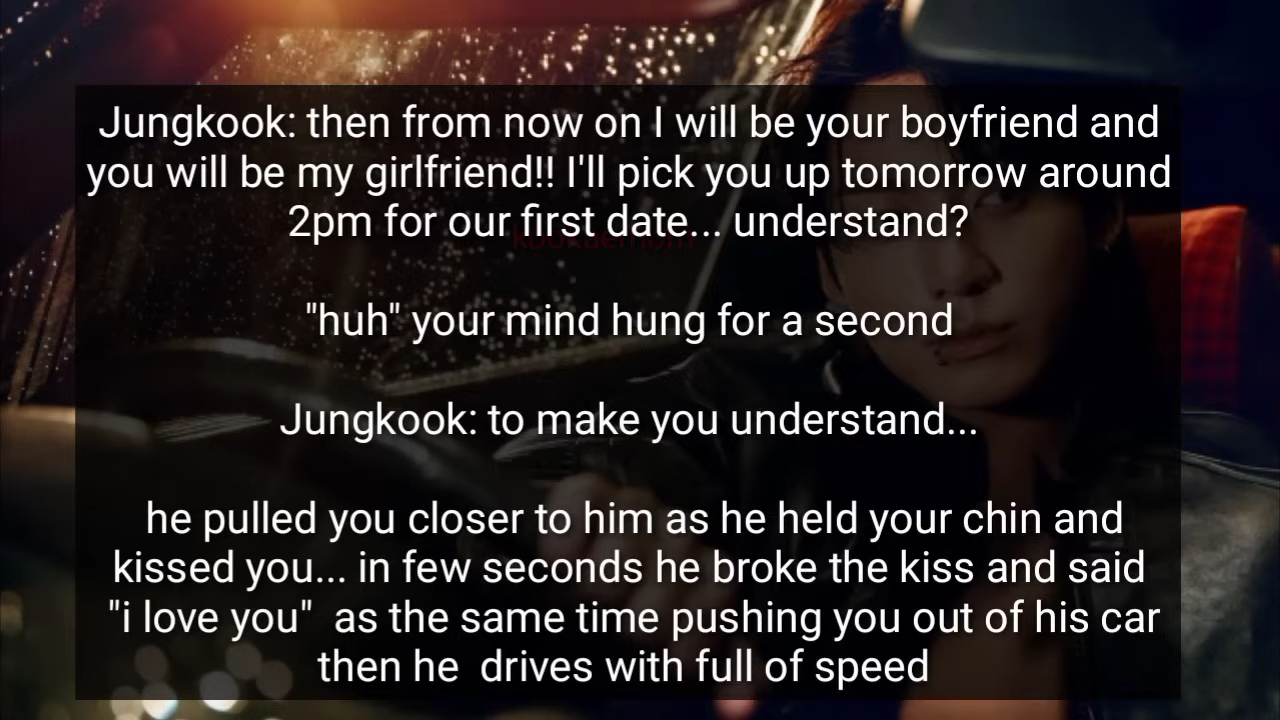 Jungkook: then from now on I will be your boyfriend and
you will be my girlfriend!! I'll pick you up tomorrow around
2pm for our first date... understand?
"huh" your mind hung for a second
Jungkook: to make you understand...
he pulled you closer to him as he held your chin and
kissed you... in few seconds he broke the kiss and said
"i love you"  as the same time pushing you out of his car
then he  drives with full of speed